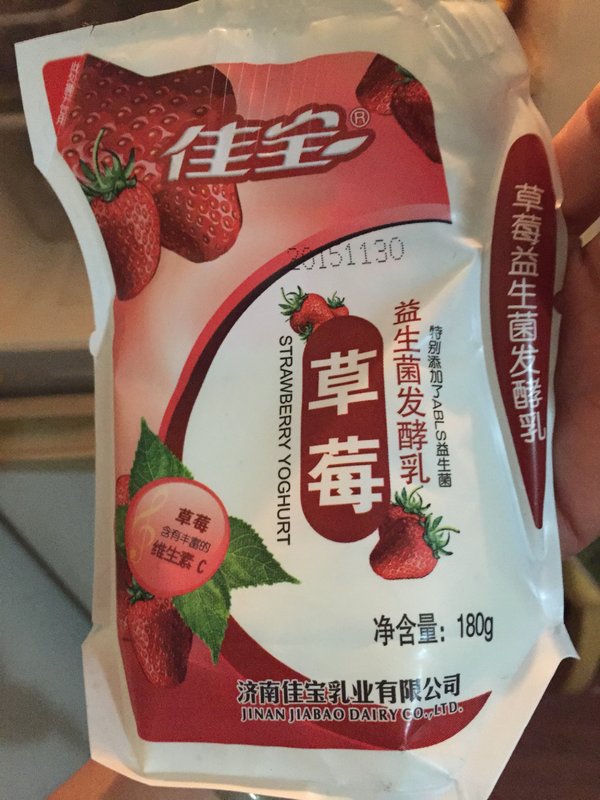 佳宝®
20151130
草莓
益生菌发酵乳
特别添加了ABLS益生菌
STRAWBERRY YOGHURT
草莓益生菌发酵乳
草莓
含有丰富的
维生素 C
净含量：180g
济南佳宝乳业有限公司
JINAN JIABAO DAIRY CO.,LTD.